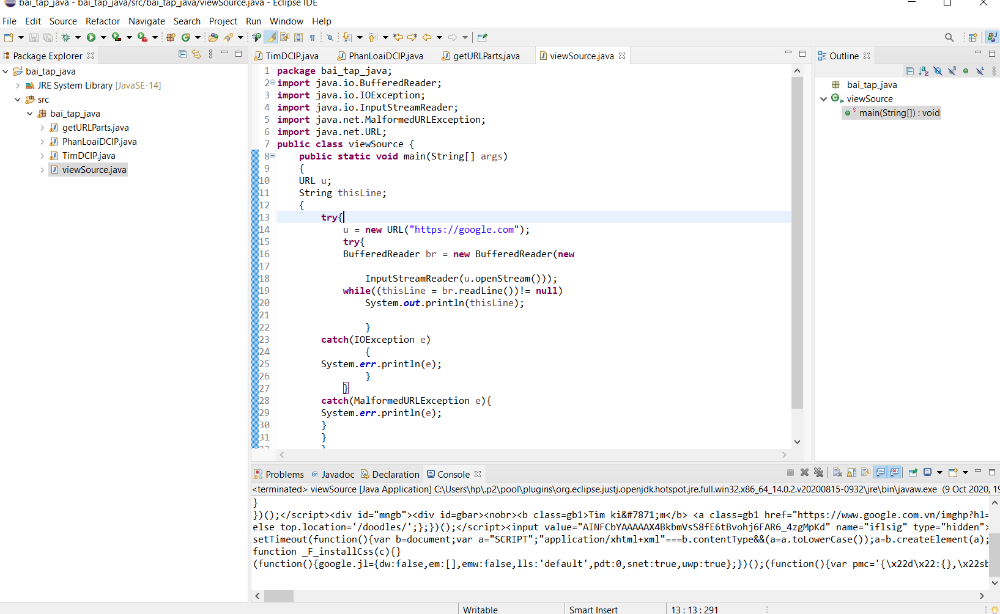 bai_tap_java - bai_tap_java/src/bai_tap_java/viewSource.java - Eclipse IDE
File Edit Source Refactor Navigate Search Project Run Window Help
Package Explorer
bai_tap_java
JRE System Library [JavaSE-14]
src
bai_tap_java
getURLParts.java
PhanLoaiDCIP.java
TimDCIP.java
viewSource.java
TimDCIP.java PhanLoaiDCIP.java getURLParts.java viewSource.java
1 package bai_tap_java;
2 import java.io.BufferedReader;
3 import java.io.IOException;
4 import java.io.InputStreamReader;
5 import java.net.MalformedURLException;
6 import java.net.URL;
7 public class viewSource {
8 public static void main(String[] args)
9 {
10 URL u;
11 String thisLine;
12 {
13 try{
14 u = new URL("https://google.com");
15 try{
16 BufferedReader br = new BufferedReader(new
17
18 InputStreamReader(u.openStream()));
19 while((thisLine = br.readLine())!= null)
20 System.out.println(thisLine);
21
22 }
23 catch(IOException e)
24 {
25 System.err.println(e);
26 }
27 }
28 catch(MalformedURLException e){
29 System.err.println(e);
30 }
31 }
Outline
bai_tap_java
viewSource
main(String[]) : void
Problems @ Javadoc Declaration Console
<terminated> viewSource [Java Application] C:\Users\hp\.p2\pool\plugins\org.eclipse.justj.openjdk.hotspot.jre.full.win32.x86_64_14.0.2.v20200815-0932\jre\bin\javaw.exe (9 Oct 2020, 19
}
})();</script><div id="mngb"><div id=gbar><nobr><b class=gb1>Tìm ki&#7871;m</b> <a class=gb1 href="https://www.google.com.vn/imghp?hl=
else top.location='/doodles/';};})();</script><input value="AINFCbYAAAAAX4BkbmVsS8fE6tBvohj6FAR6_4zgMpKd" name="iflsig" type="hidden">
setTimeout(function(){var b=document;var a="SCRIPT";"application/xhtml+xml"===b.contentType&&(a=a.toLowerCase());a=b.createElement(a);
function _F_installCss(c){}
(function(){google.jl={dw:false,em:[],emw:false,lls:'default',pdt:0,snet:true,uwp:true};})();(function(){var pmc='{\x22d\x22:{},\x22sb
Writable Smart Insert 13 : 13 : 291